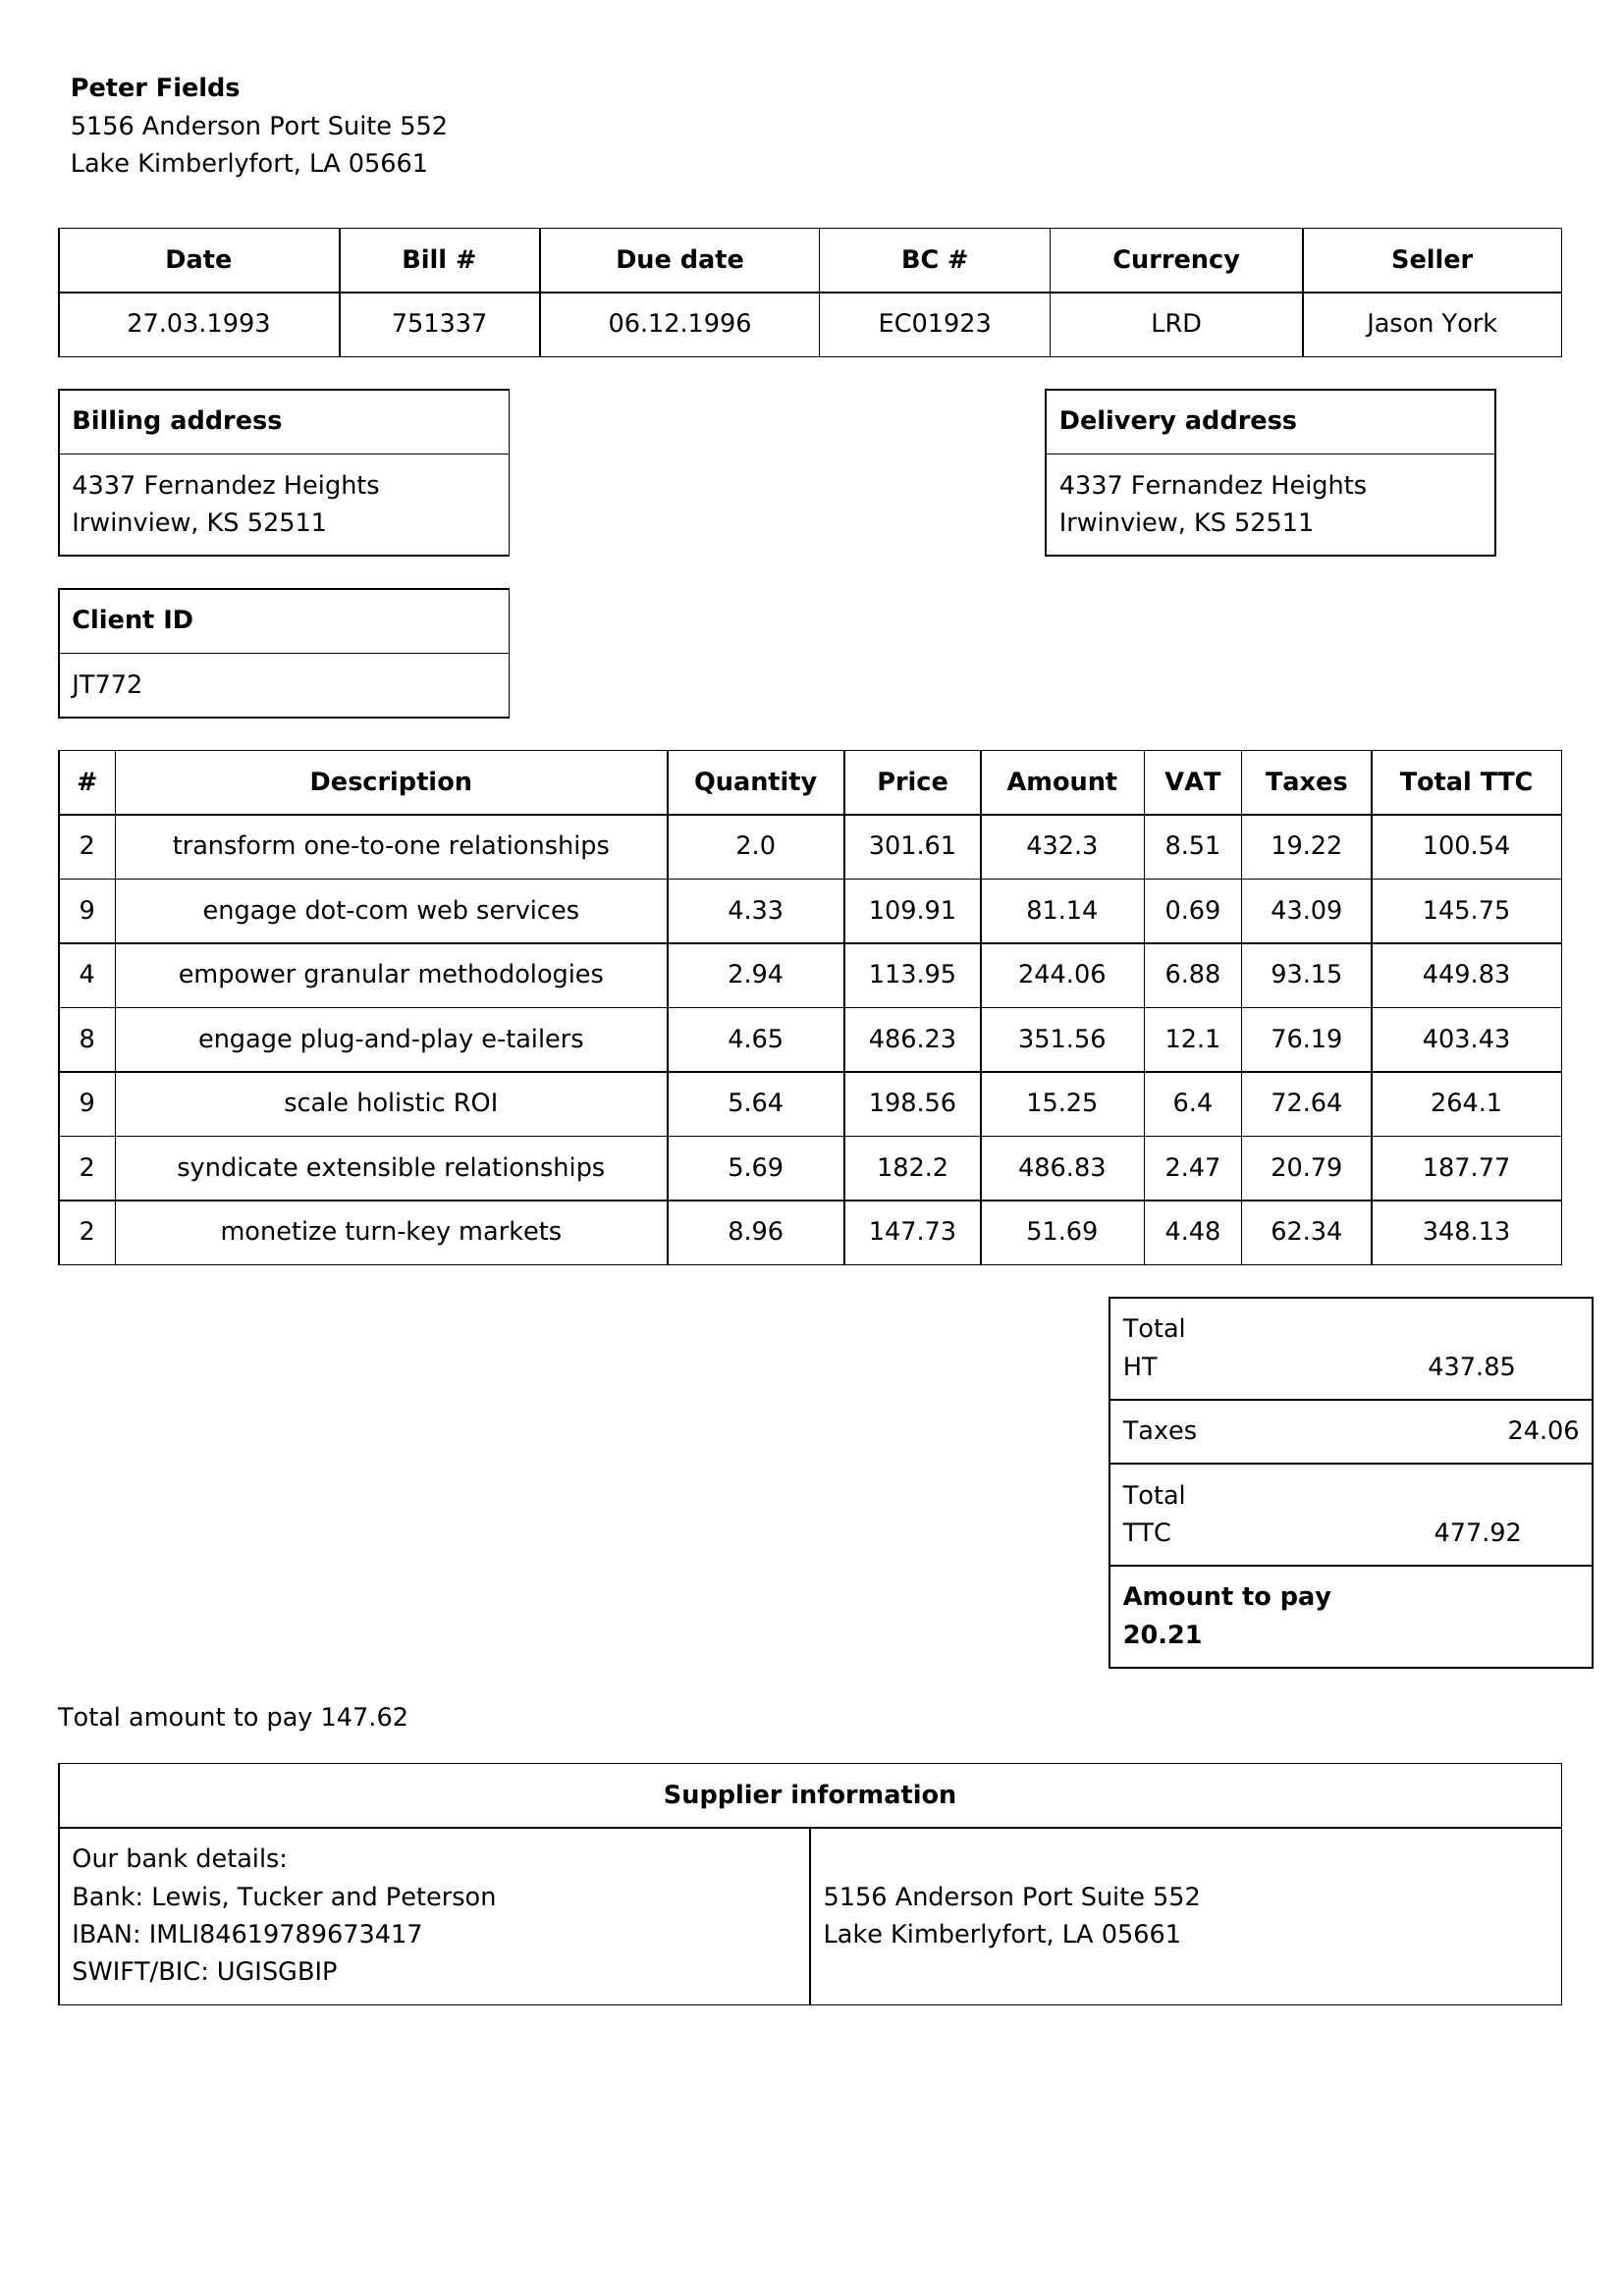 Peter Fields
5156 Anderson Port Suite 552
Lake Kimberlyfort, LA 05661
Date Bill # Due date BC # Currency Seller
27.03.1993 751337 06.12.1996 EC01923 LRD Jason York
Billing address
4337 Fernandez Heights
Irwinview, KS 52511
Delivery address
4337 Fernandez Heights
Irwinview, KS 52511
Client ID
JT772
# Description Quantity Price Amount VAT Taxes Total TTC
2 transform one-to-one relationships 2.0 301.61 432.3 8.51 19.22 100.54
9 engage dot-com web services 4.33 109.91 81.14 0.69 43.09 145.75
4 empower granular methodologies 2.94 113.95 244.06 6.88 93.15 449.83
8 engage plug-and-play e-tailers 4.65 486.23 351.56 12.1 76.19 403.43
9 scale holistic ROI 5.64 198.56 15.25 6.4 72.64 264.1
2 syndicate extensible relationships 5.69 182.2 486.83 2.47 20.79 187.77
2 monetize turn-key markets 8.96 147.73 51.69 4.48 62.34 348.13
Total
HT 437.85
Taxes 24.06
Total
TTC 477.92
Amount to pay
20.21
Total amount to pay 147.62
Supplier information
Our bank details:
Bank: Lewis, Tucker and Peterson
IBAN: IMLI84619789673417
SWIFT/BIC: UGISGBIP
5156 Anderson Port Suite 552
Lake Kimberlyfort, LA 05661